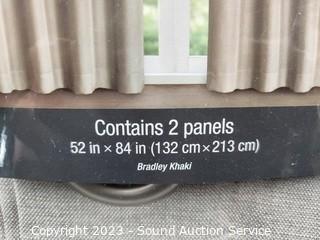 Contains 2 panels
52 in × 84 in (132 cm × 213 cm)
Bradley Khaki
Copyright 2023 - Sound Auction Service